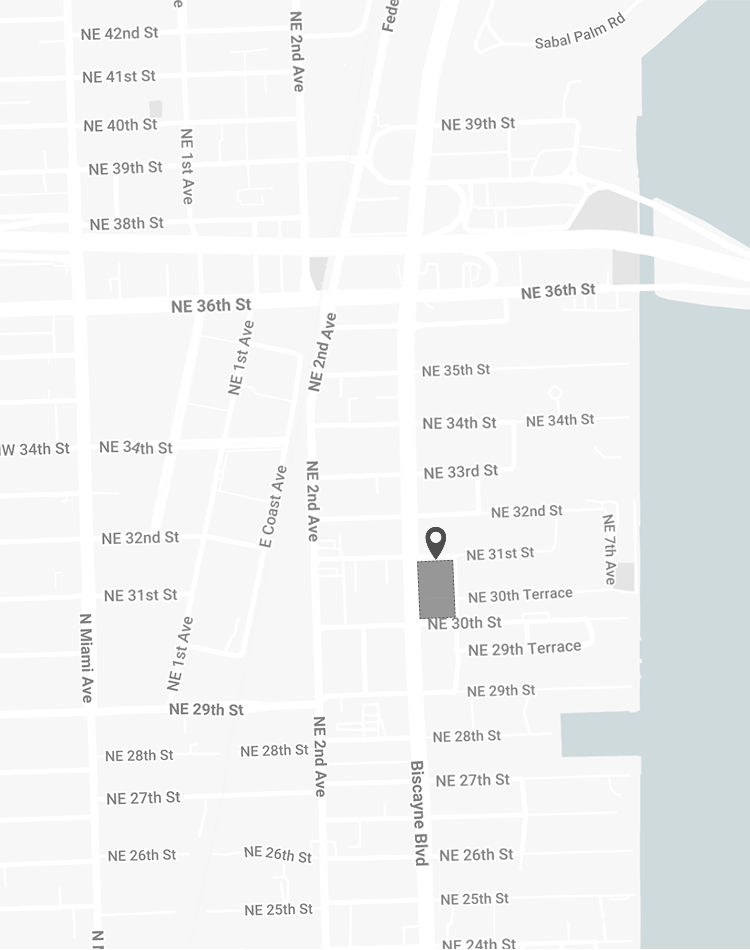 e
Fede
Sabal Palm Rd
NE 42nd St
NE 2nd Ave
NE 41st St
NE 40th St
NE 39th St
NE 1st Ave
NE 39th St
NE 38th St
NE 36th St
NE 36th St
NE 1st Ave
NE 2nd Ave
NE 35th St
NE 34th St
NE 34th St
W 34th St
NE 34th St
NE 33rd St
NE 2nd Ave
E Coast Ave
NE 32nd St
NE 7th Ave
NE 32nd St
NE 31st St
NE 31st St
NE 30th Terrace
NE 30th St
N Miami Ave
NE 1st Ave
NE 29th Terrace
NE 29th St
NE 29th St
NE 2nd Ave
NE 28th St
NE 28th St
NE 28th St
Biscayne Blvd
NE 27th St
NE 27th St
NE 26th St
NE 26th St
NE 26th St
NE 25th St
NE 25th St
N
NE 24th St